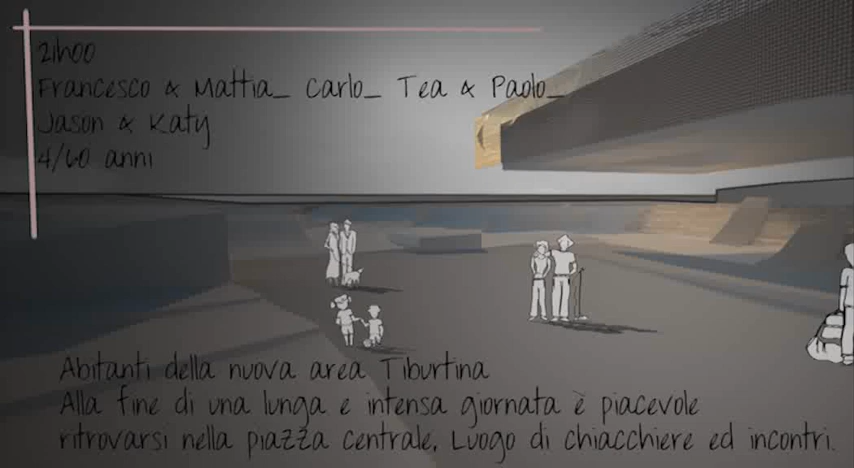 21h00
Francesco & Mattia_ Carlo_ Tea & Paolo_
Jason & Katy
4/60 anni
Abitanti della nuova area Tiburtina
Alla fine di una lunga e intensa giornata è piacevole
ritrovarsi nella piazza centrale. Luogo di chiacchiere ed incontri.